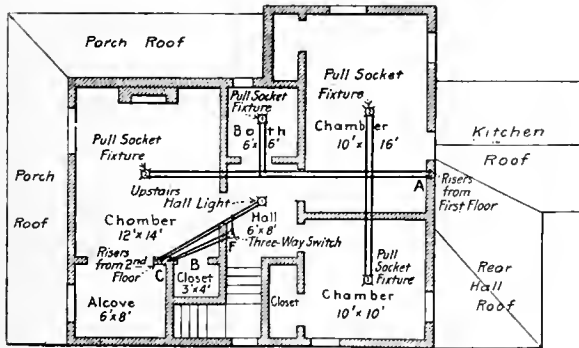 Porch Roof
Pull Socket
Fixture
Bath
6'x 6'
Pull Socket
Fixture
Chamber
10'x 16'
Kitchen
Roof
Pull Socket
Fixture
Upstairs
Hall Light
A
Risers
from
First Floor
Porch
Roof
Chamber
12'x 14'
Hall
6'x 8'
F
Three-Way Switch
Risers
from 2nd
Floor
C
B
Closet
3'x 4'
Alcove
6'x 8'
Closet
Pull
Socket
Fixture
Chamber
10'x 10'
Rear
Hall
Roof